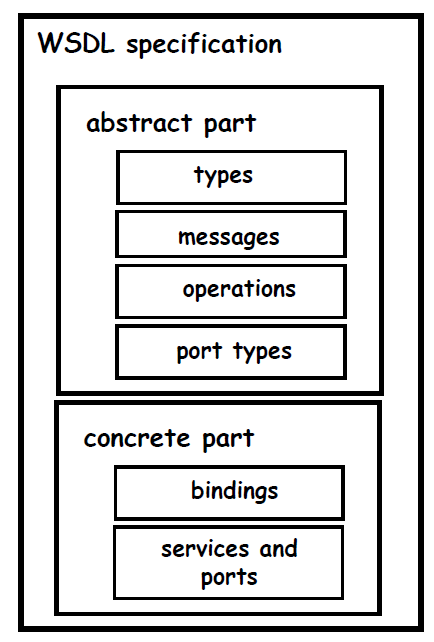 WSDL specification
abstract part
types
messages
operations
port types
concrete part
bindings
services and
ports